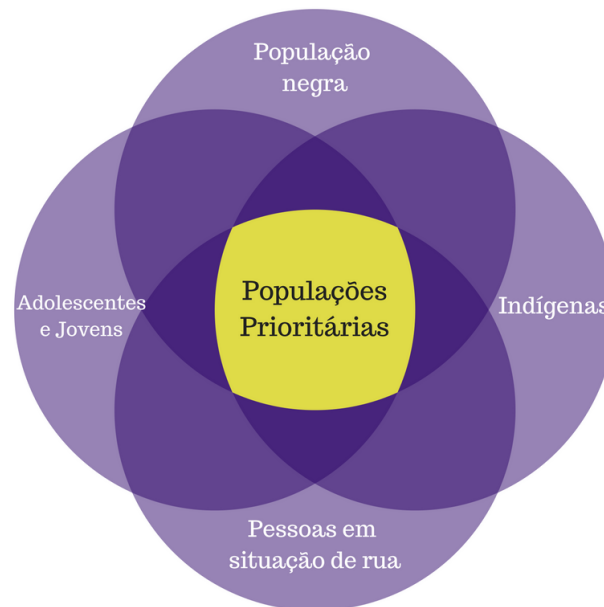 População
negra
Adolescentes
e Jovens
Populações
Prioritárias
Indígenas
Pessoas em
situação de rua